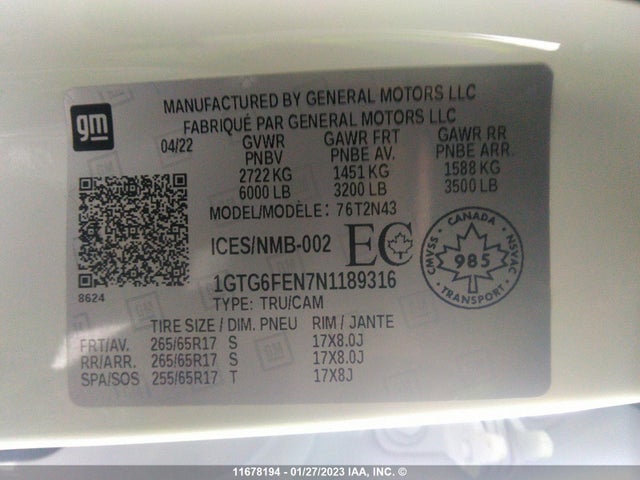 gm
MANUFACTURED BY GENERAL MOTORS LLC
FABRIQUÉ PAR GENERAL MOTORS LLC
04/22 GVWR GAWR FRT GAWR RR
PNBV PNBE AV. PNBE ARR.
2722 KG 1451 KG 1588 KG
6000 LB 3200 LB 3500 LB
MODEL/MODÈLE: 76T2N43
ICES/NMB-002 EC
CANADA
CMVSS 985 NSVAC
TRANSPORT
8624
1GTG6FEN7N1189316
TYPE: TRU/CAM
TIRE SIZE / DIM. PNEU RIM / JANTE
FRT/AV. 265/65R17 S 17X8.0J
RR/ARR. 265/65R17 S 17X8.0J
SPA/SOS 255/65R17 T 17X8J
11678194 - 01/27/2023 IAA, INC. ©